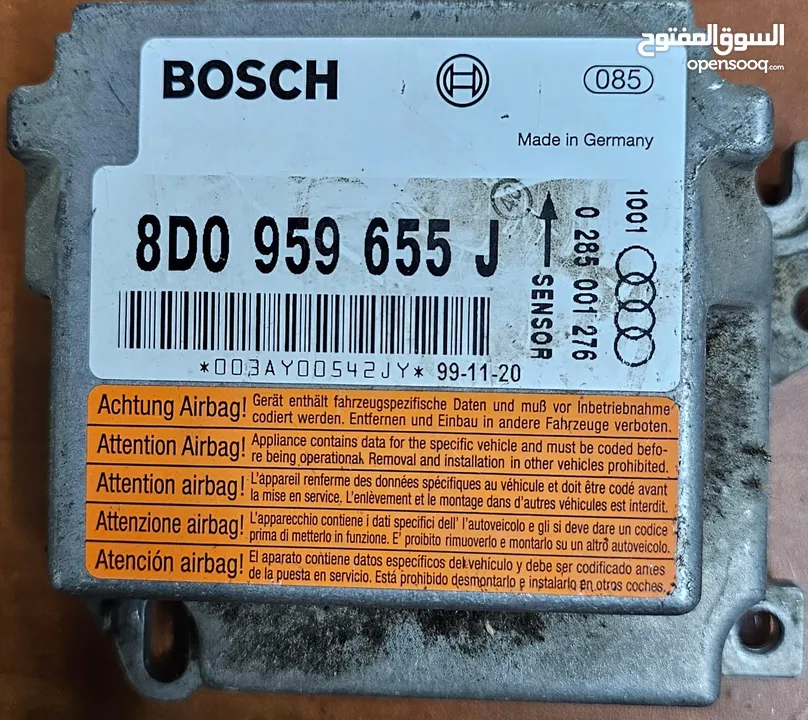 السوق المفتوح
opensooq.com
BOSCH
085
Made in Germany
8D0 959 655 J
SENSOR
0 285 001 276
1001
*003AY00542JY* 99-11-20
Achtung Airbag! Gerät enthält fahrzeugspezifische Daten und muß vor Inbetriebnahme
codiert werden. Entfernen und Einbau in andere Fahrzeuge verboten.
Attention Airbag! Appliance contains data for the specific vehicle and must be coded befo-
re being operational. Removal and installation in other vehicles prohibited.
Attention airbag! L'appareil renferme des données spécifiques au véhicule et doit être codé avant
la mise en service. L'enlèvement et le montage dans d'autres véhicules est interdit.
Attenzione airbag! L'apparecchio contiene i dati specifici dell' l'autoveicolo e gli si deve dare un codice
prima di metterlo in funzione. E' proibito rimuoverlo e montarlo su un altro autoveicolo.
Atención airbag! El aparato contiene datos específicos del vehículo y debe ser codificado antes
de la puesta en servicio. Está prohibido desmontarlo e instalarlo en otros coches.